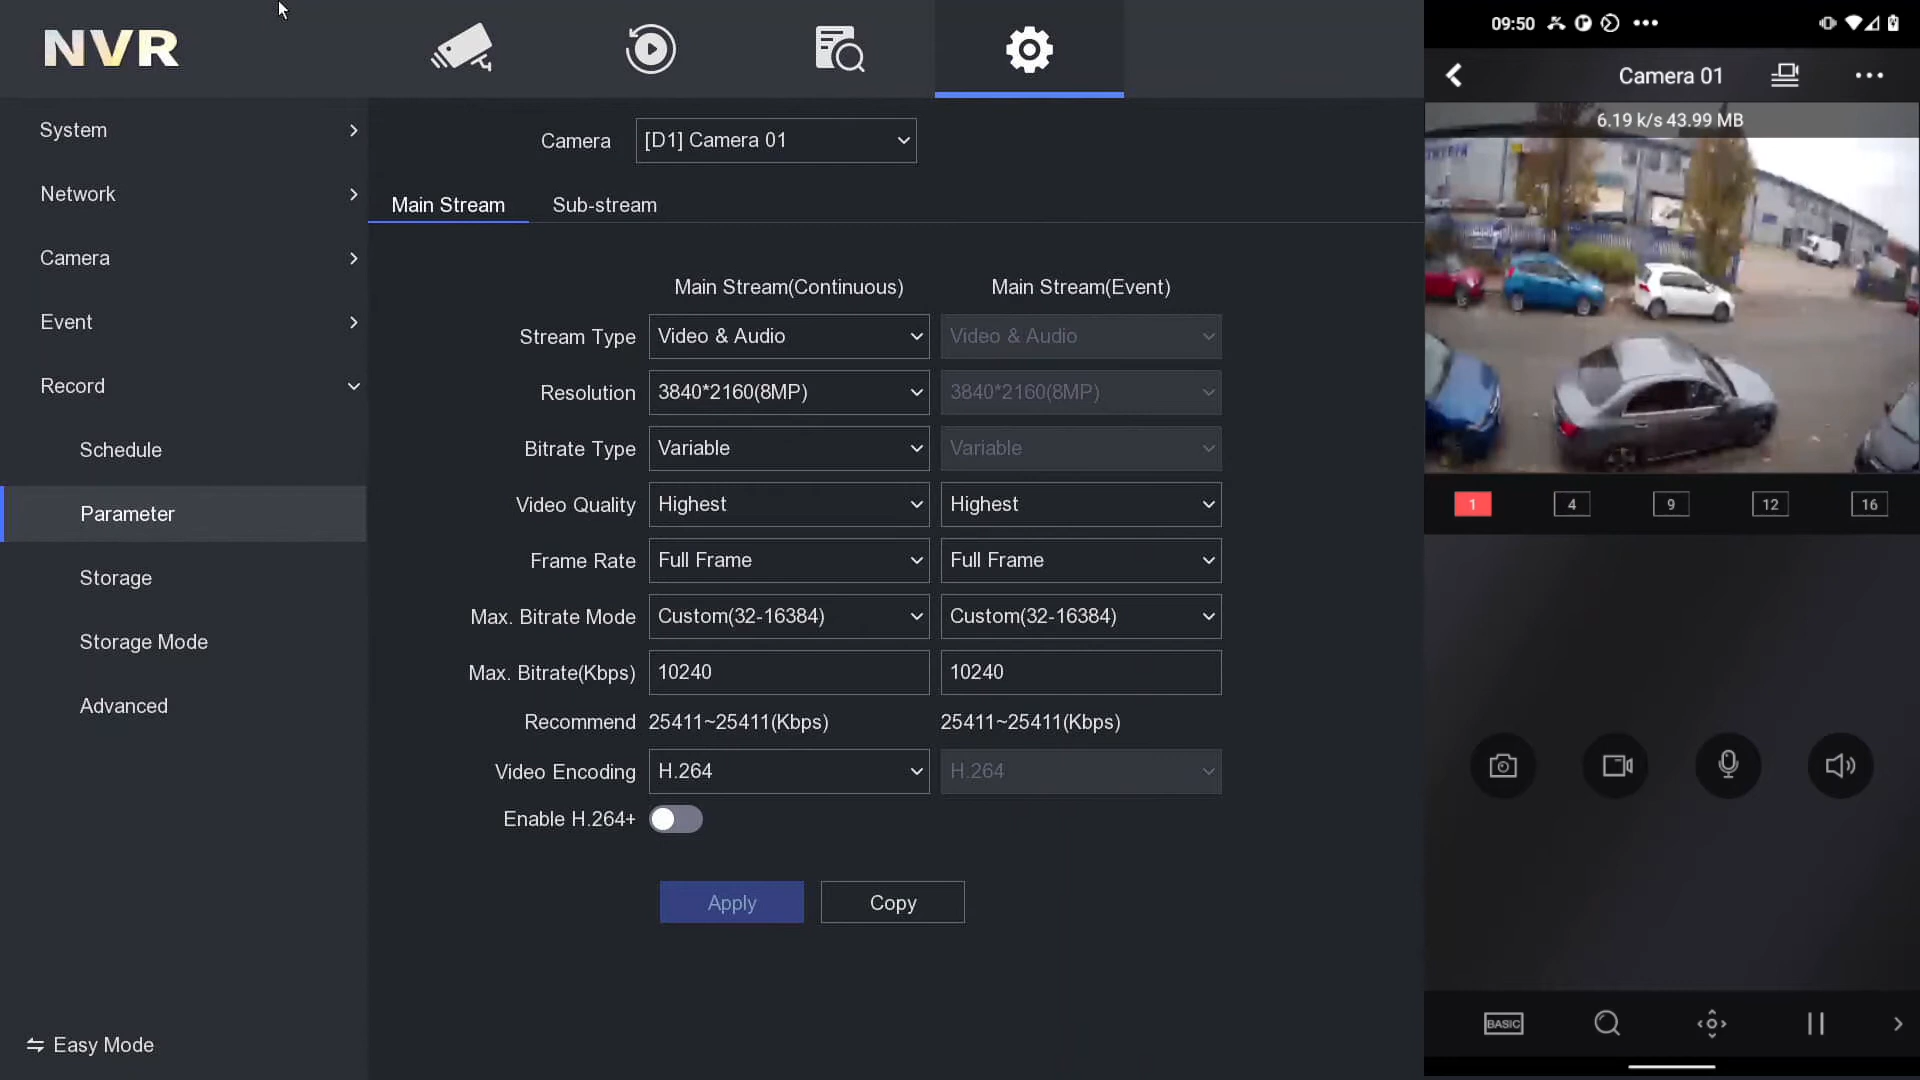 NVR
System
Network
Camera
Event
Record
Schedule
Parameter
Storage
Storage Mode
Advanced
Easy Mode
Camera [D1] Camera 01
Main Stream Sub-stream
Main Stream(Continuous) Main Stream(Event)
Stream Type Video & Audio Video & Audio
Resolution 3840*2160(8MP) 3840*2160(8MP)
Bitrate Type Variable Variable
Video Quality Highest Highest
Frame Rate Full Frame Full Frame
Max. Bitrate Mode Custom(32-16384) Custom(32-16384)
Max. Bitrate(Kbps) 10240 10240
Recommend 25411~25411(Kbps) 25411~25411(Kbps)
Video Encoding H.264 H.264
Enable H.264+
Apply Copy
09:50
Camera 01
6.19 k/s 43.99 MB
1 4 9 12 16
BASIC